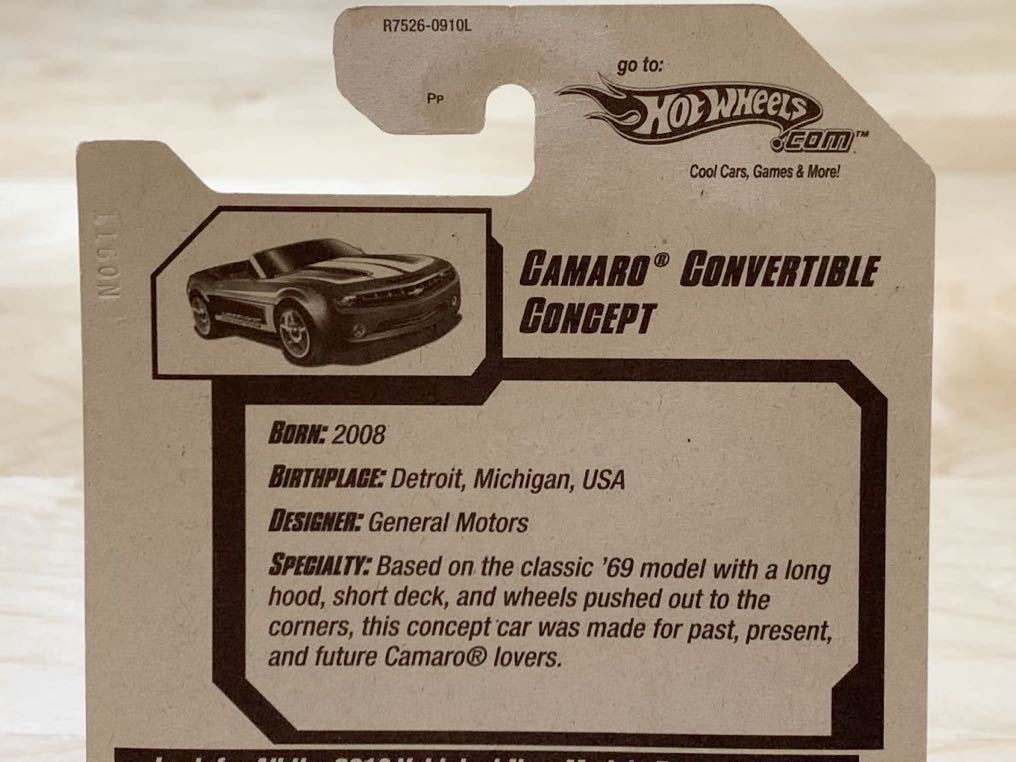 R7526-0910L
Pp
go to:
HOT WHEELS
.COM™
Cool Cars, Games & More!
CAMARO® CONVERTIBLE
CONCEPT
BORN: 2008
BIRTHPLACE: Detroit, Michigan, USA
DESIGNER: General Motors
SPECIALTY: Based on the classic '69 model with a long
hood, short deck, and wheels pushed out to the
corners, this concept car was made for past, present,
and future Camaro® lovers.